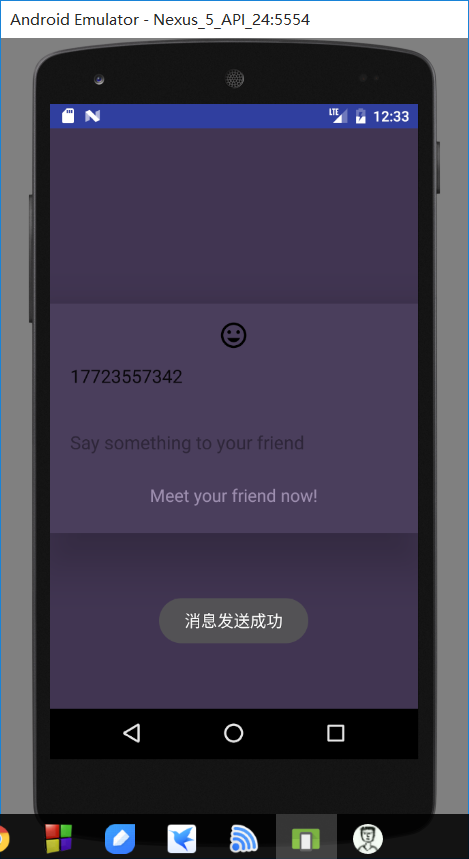 Android Emulator - Nexus_5_API_24:5554
LTE 12:33
17723557342
Say something to your friend
Meet your friend now!
消息发送成功